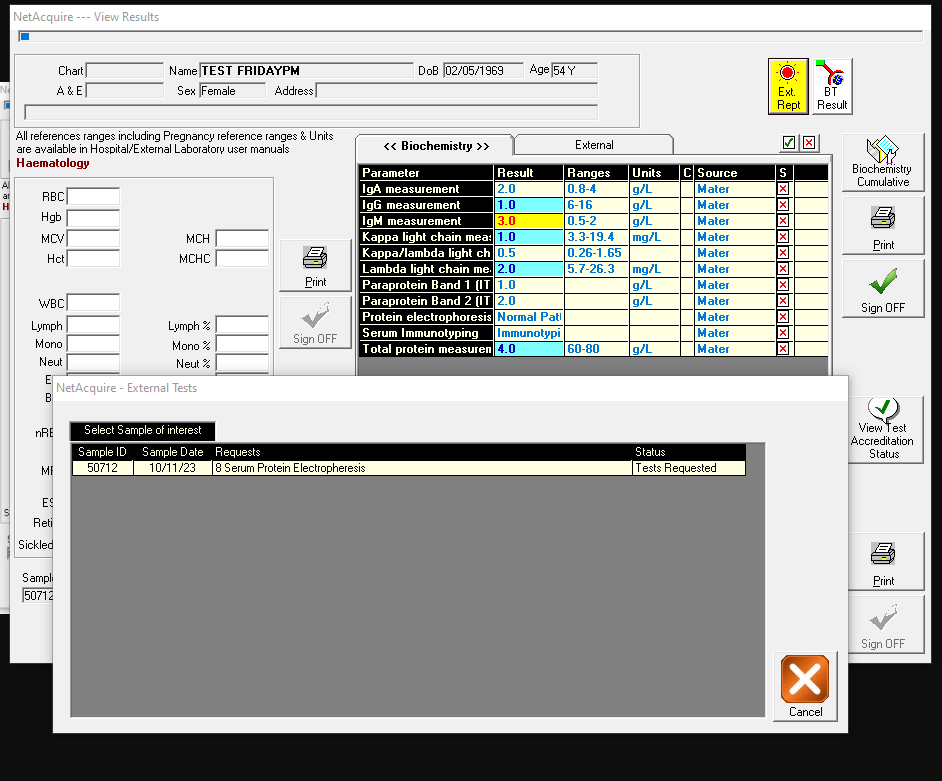 NetAcquire --- View Results
Chart Name TEST FRIDAYPM DoB 02/05/1969 Age 54 Y
A & E Sex Female Address
Ext. Rept
BT Result
All references ranges including Pregnancy reference ranges & Units
are available in Hospital/External Laboratory user manuals
Haematology
<< Biochemistry >> External
Biochemistry Cumulative
Parameter Result Ranges Units C Source S
IgA measurement 2.0 0.8-4 g/L Mater
IgG measurement 1.0 6-16 g/L Mater
IgM measurement 3.0 0.5-2 g/L Mater
Kappa light chain meas 1.0 3.3-19.4 mg/L Mater
Kappa/lambda light ch 0.5 0.26-1.65 Mater
Lambda light chain me 2.0 5.7-26.3 mg/L Mater
Paraprotein Band 1 (IT 1.0 g/L Mater
Paraprotein Band 2 (IT 2.0 g/L Mater
Protein electrophoresis Normal Pat Mater
Serum Immunotyping Immunotypi Mater
Total protein measurem 4.0 60-80 g/L Mater
RBC
Hgb
MCV MCH
Hct MCHC
WBC
Lymph Lymph %
Mono Mono %
Neut Neut %
Print
Sign OFF
Print
Sign OFF
E
B
nRE
ES
Reti
Sickled
Sample
50712
View Test
Accreditation
Status
Print
Sign OFF
NetAcquire - External Tests
Select Sample of interest
Sample ID Sample Date Requests Status
50712 10/11/23 8 Serum Protein Electropheresis Tests Requested
Cancel